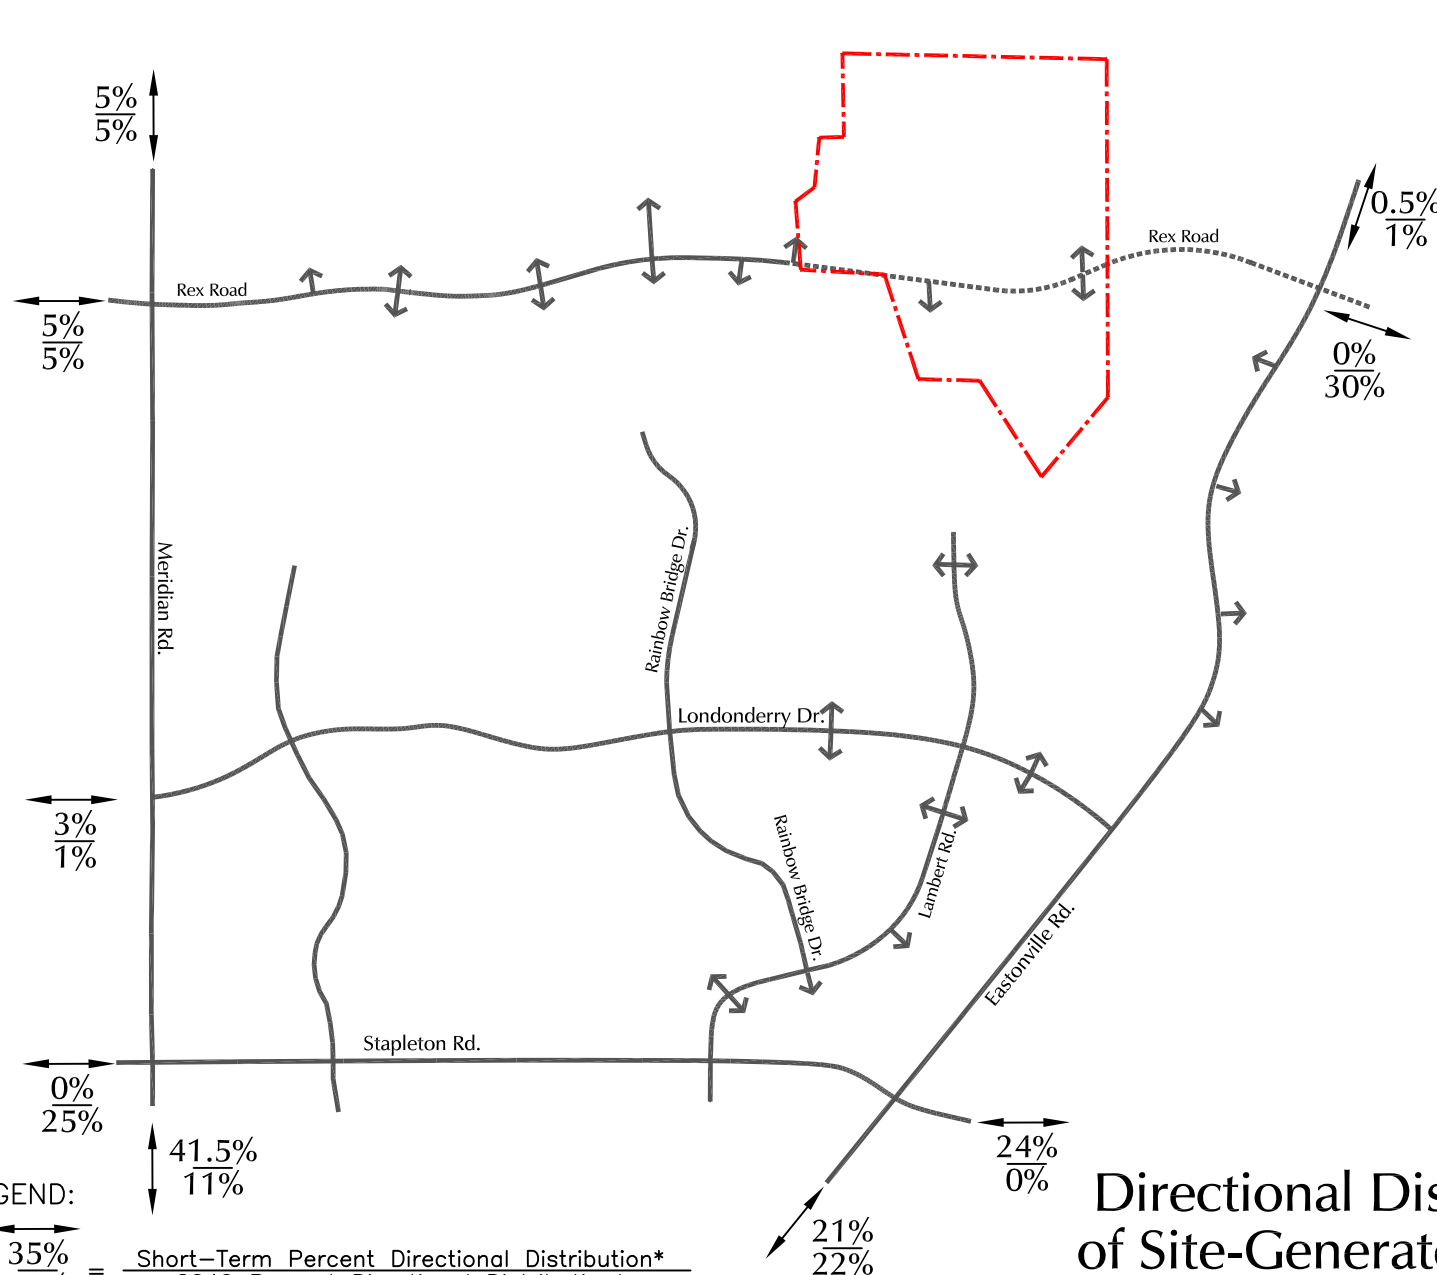 5%
5%
0.5%
1%
Rex Road
Rex Road
5%
5%
0%
30%
Meridian Rd.
Rainbow Bridge Dr.
Londonderry Dr.
3%
1%
Rainbow Bridge Dr.
Lambert Rd.
Eastonville Rd.
Stapleton Rd.
0%
25%
41.5%
11%
24%
0%
21%
22%
GEND:
35%
= Short-Term Percent Directional Distribution*
Directional Dis
of Site-Generate